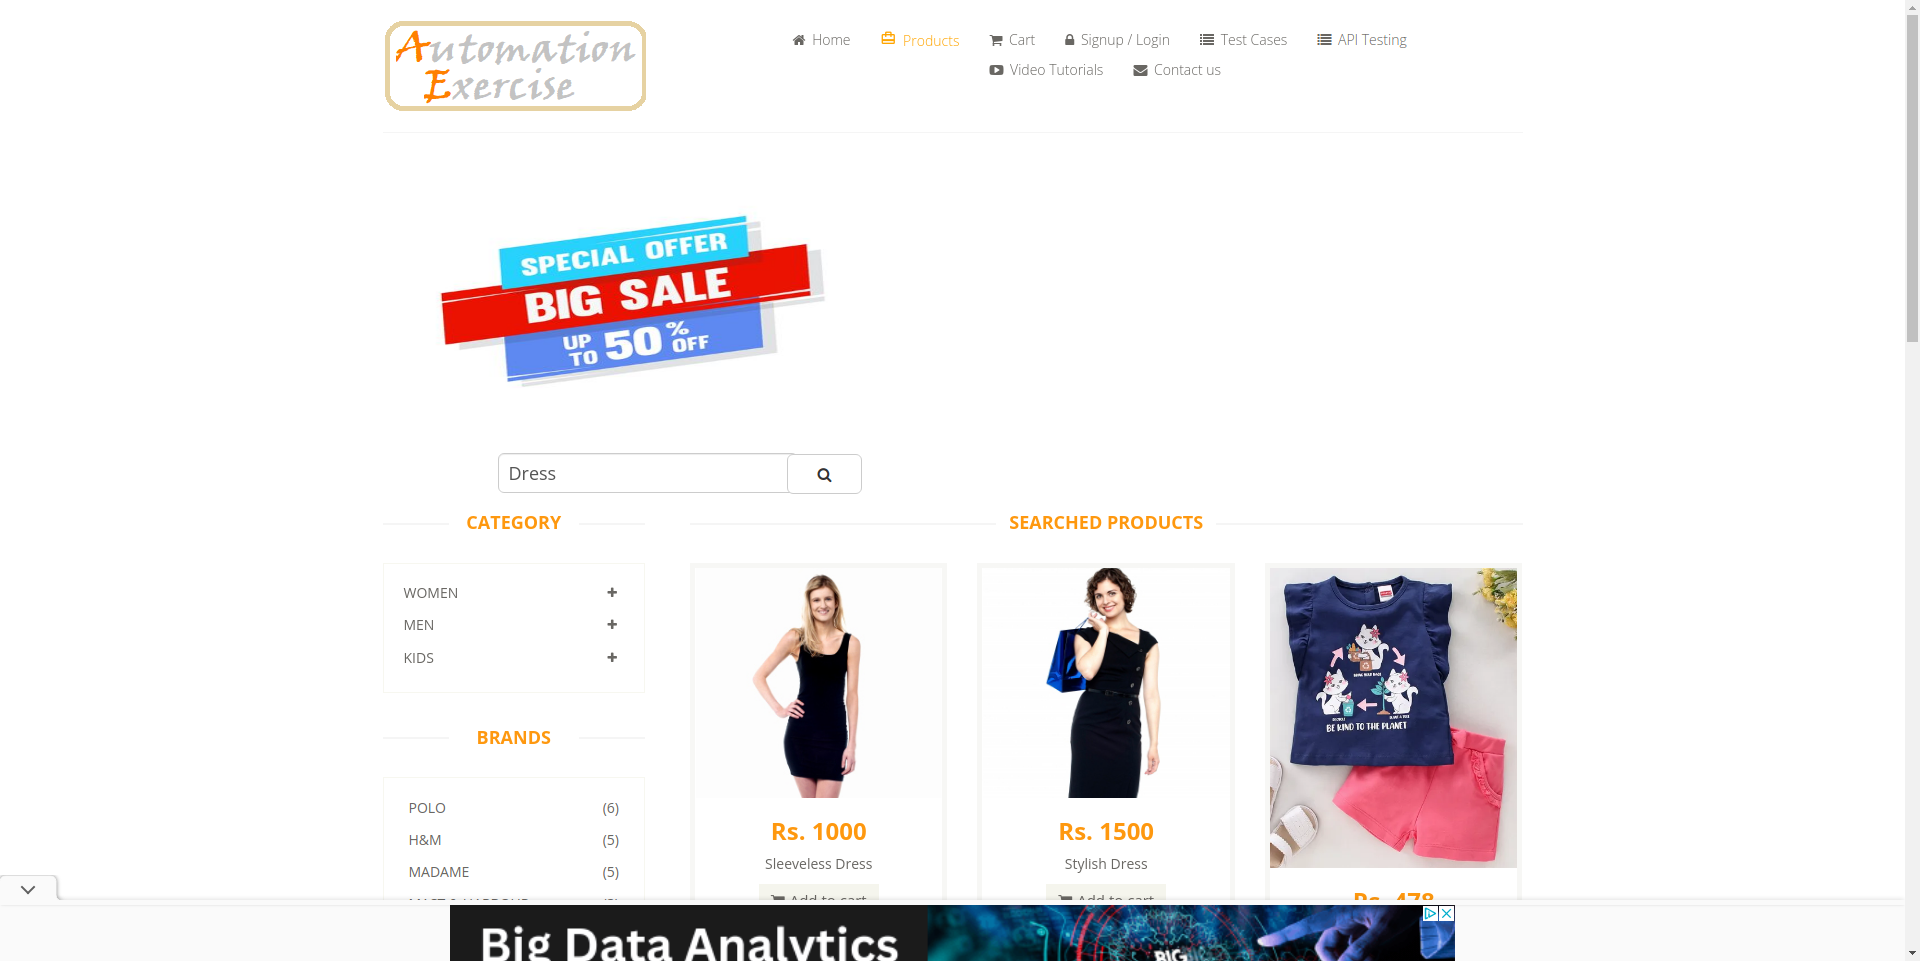 Automation
Exercise
Home
Products
Cart
Signup / Login
Test Cases
API Testing
Video Tutorials
Contact us
SPECIAL OFFER
BIG SALE
UP TO 50% OFF
Dress
CATEGORY
WOMEN
MEN
KIDS
BRANDS
POLO (6)
H&M (5)
MADAME (5)
SEARCHED PRODUCTS
Rs. 1000
Sleeveless Dress
Add to cart
Rs. 1500
Stylish Dress
Add to cart
BE KIND TO THE PLANET
Rs. 478
Big Data Analytics
BIG